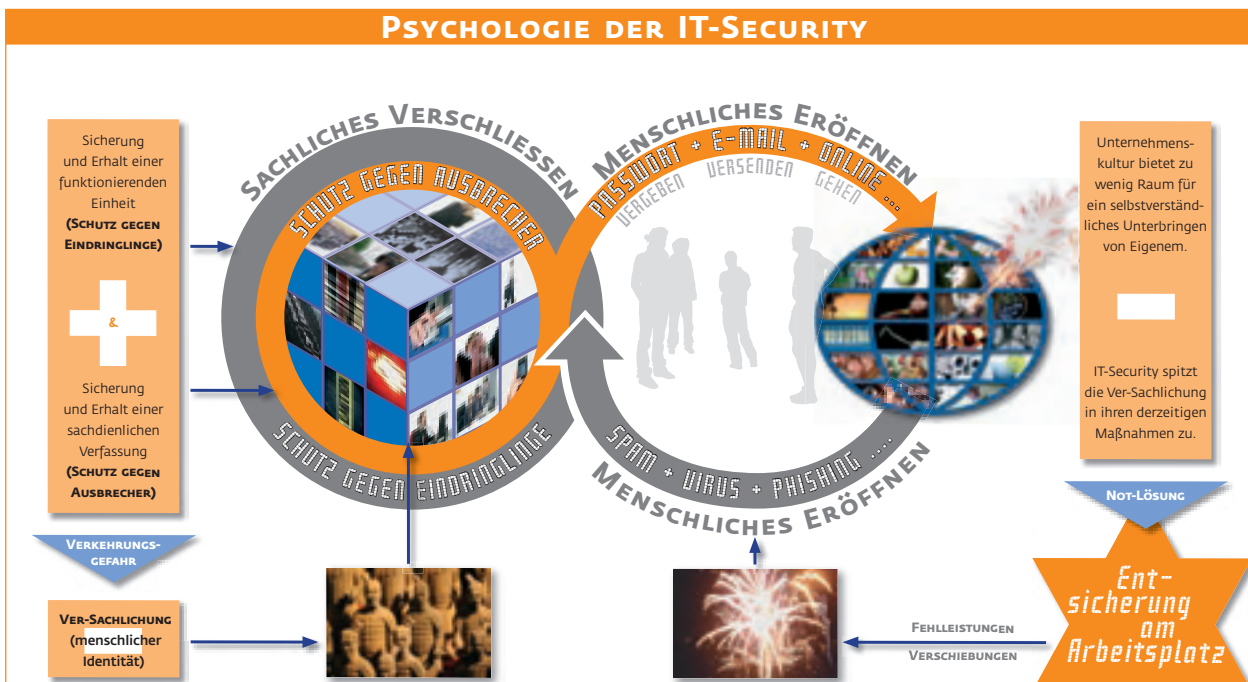 PSYCHOLOGIE DER IT-SECURITY
Sicherung
und Erhalt einer
funktionierenden
Einheit
(SCHUTZ GEGEN
EINDRINGLINGE)
&
Sicherung
und Erhalt einer
sachdienlichen
Verfassung
(SCHUTZ GEGEN
AUSBRECHER)
VERKEHRUNGS-
GEFAHR
VER-SACHLICHUNG
(menschlicher
Identität)
SACHLICHES VERSCHLIESSEN
SCHUTZ GEGEN AUSBRECHER
SCHUTZ GEGEN EINDRINGLINGE
MENSCHLICHES ERÖFFNEN
PASSWORT + E-MAIL + ONLINE ...
VERGEBEN VERSENDEN GEHEN
SPAM + VIRUS + PHISHING ....
MENSCHLICHES ERÖFFNEN
Unternehmens-
kultur bietet zu
wenig Raum für
ein selbstverständ-
liches Unterbringen
von Eigenem.
IT-Security spitzt
die Ver-Sachlichung
in ihren derzeitigen
Maßnahmen zu.
NOT-LÖSUNG
Ent-
sicherung
am
Arbeitsplatz
FEHLLEISTUNGEN
VERSCHIEBUNGEN